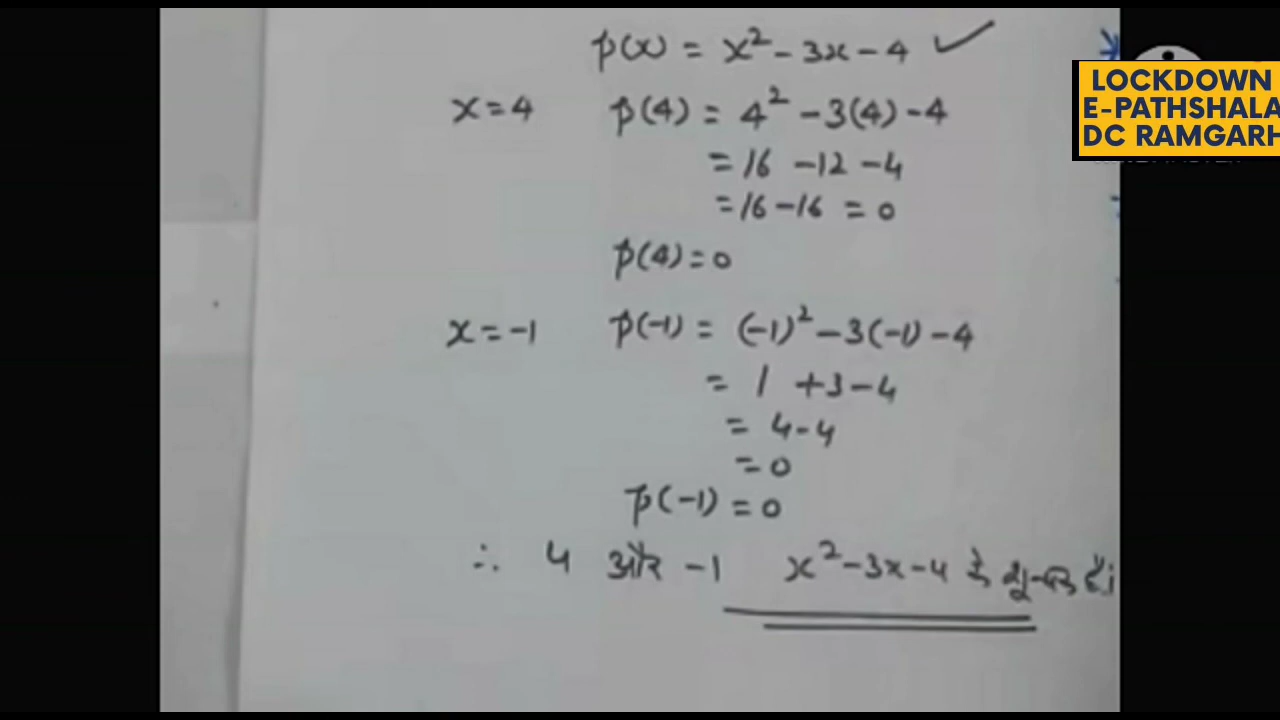 p(x) = x² - 3x - 4 ✓
x = 4 p(4) = 4² - 3(4) - 4
= 16 - 12 - 4
= 16 - 16 = 0
p(4) = 0
x = -1 p(-1) = (-1)² - 3(-1) - 4
= 1 + 3 - 4
= 4 - 4
= 0
p(-1) = 0
∴ 4 और -1 x² - 3x - 4 के शून्यक हैं।
LOCKDOWN
E-PATHSHALA
DC RAMGARH